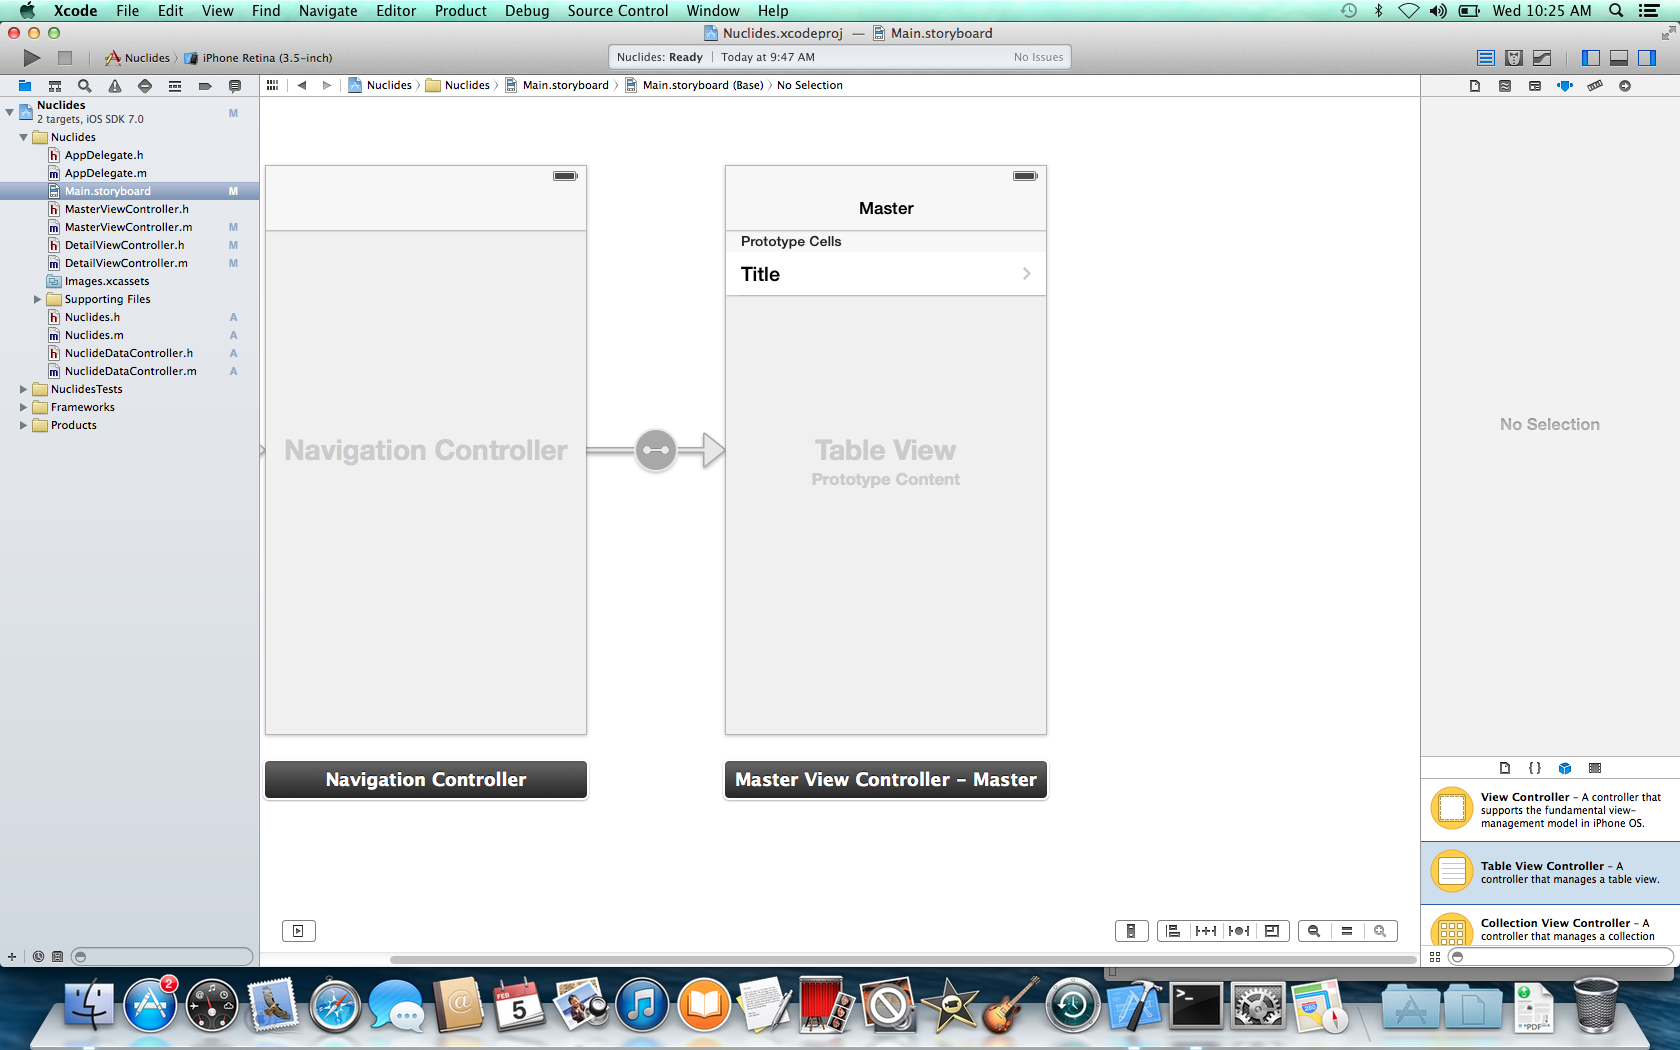 Xcode File Edit View Find Navigate Editor Product Debug Source Control Window Help Wed 10:25 AM
Nuclides.xcodeproj — Main.storyboard
Nuclides iPhone Retina (3.5-inch) Nuclides: Ready Today at 9:47 AM No Issues
Nuclides Nuclides Main.storyboard Main.storyboard (Base) No Selection
Nuclides
2 targets, iOS SDK 7.0 M
Nuclides
AppDelegate.h
AppDelegate.m
Main.storyboard M
MasterViewController.h
MasterViewController.m M
DetailViewController.h M
DetailViewController.m M
Images.xcassets
Supporting Files
Nuclides.h A
Nuclides.m A
NuclideDataController.h A
NuclideDataController.m A
NuclidesTests
Frameworks
Products
Navigation Controller
Navigation Controller
Master
Prototype Cells
Title
Table View
Prototype Content
Master View Controller – Master
No Selection
View Controller – A controller that
supports the fundamental view-
management model in iPhone OS.
Table View Controller – A
controller that manages a table view.
Collection View Controller – A
controller that manages a collection
2
FEB
5
PDF